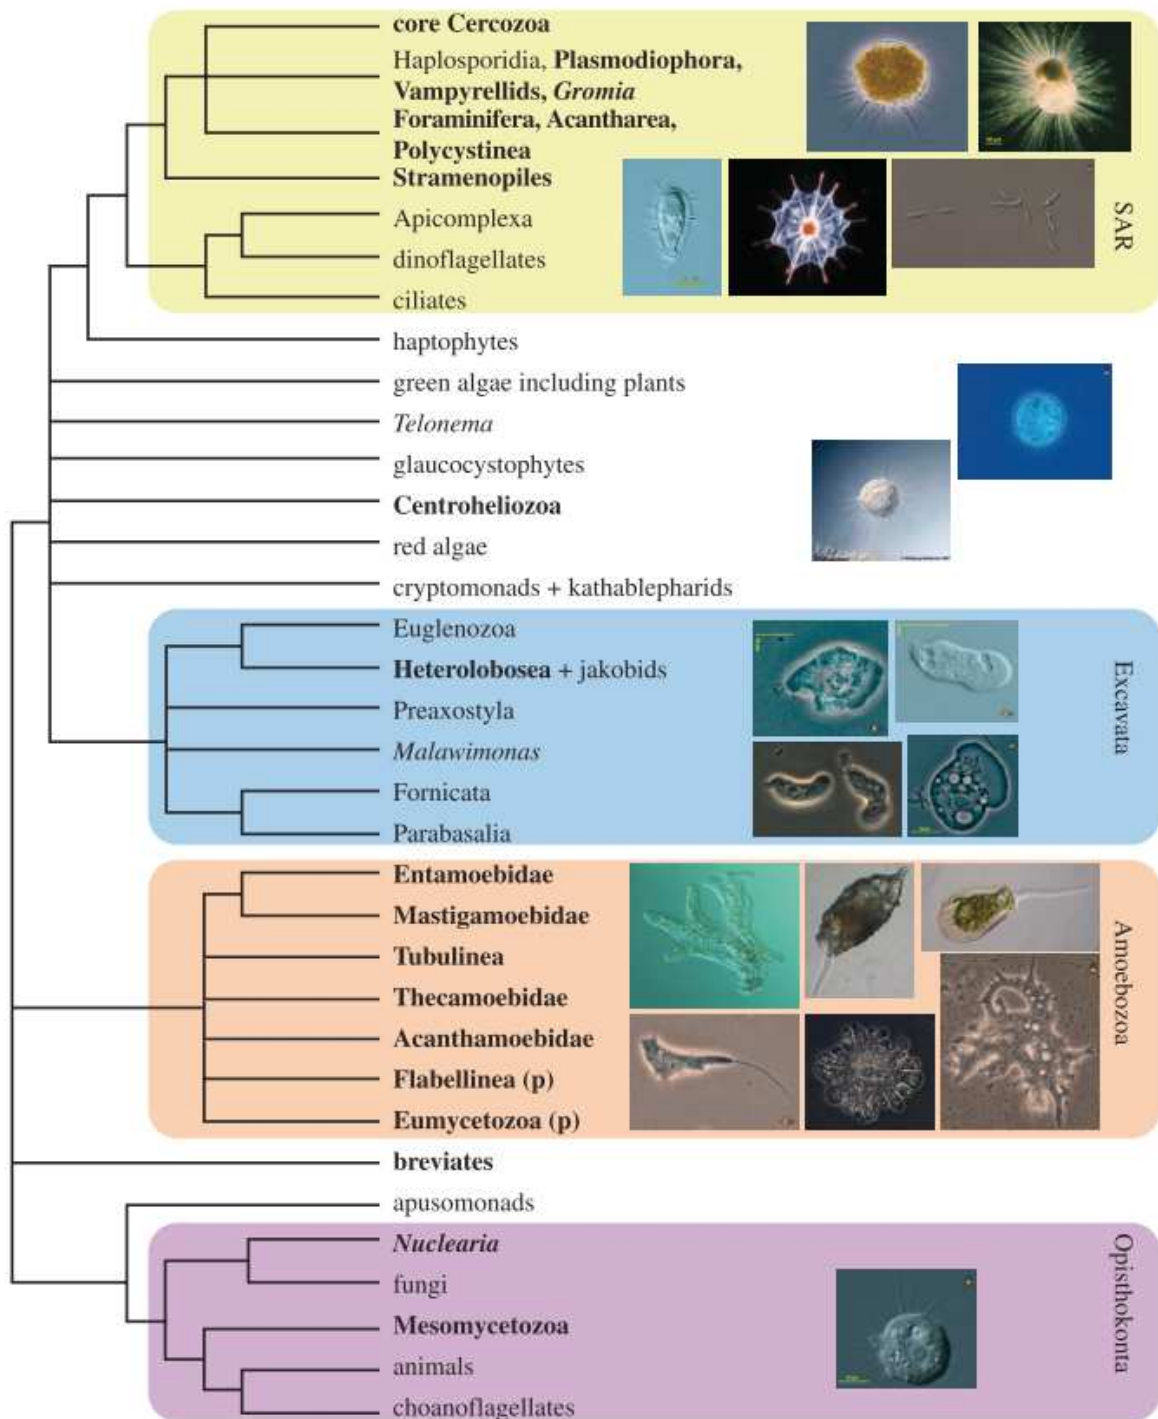 core Cercozoa
Haplosporidia, Plasmodiophora,
Vampyrellids, Gromia
Foraminifera, Acantharea,
Polycystinea
Stramenopiles
Apicomplexa
dinoflagellates
ciliates
SAR
haptophytes
green algae including plants
Telonema
glaucocystophytes
Centroheliozoa
red algae
cryptomonads + kathablepharids
Euglenozoa
Heterolobosea + jakobids
Preaxostyla
Malawimonas
Fornicata
Parabasalia
Excavata
Entamoebidae
Mastigamoebidae
Tubulinea
Thecamoebidae
Acanthamoebidae
Flabellinea (p)
Eumycetozoa (p)
Amoebozoa
breviates
apusomonads
Nuclearia
fungi
Mesomycetozoa
animals
choanoflagellates
Opisthokonta